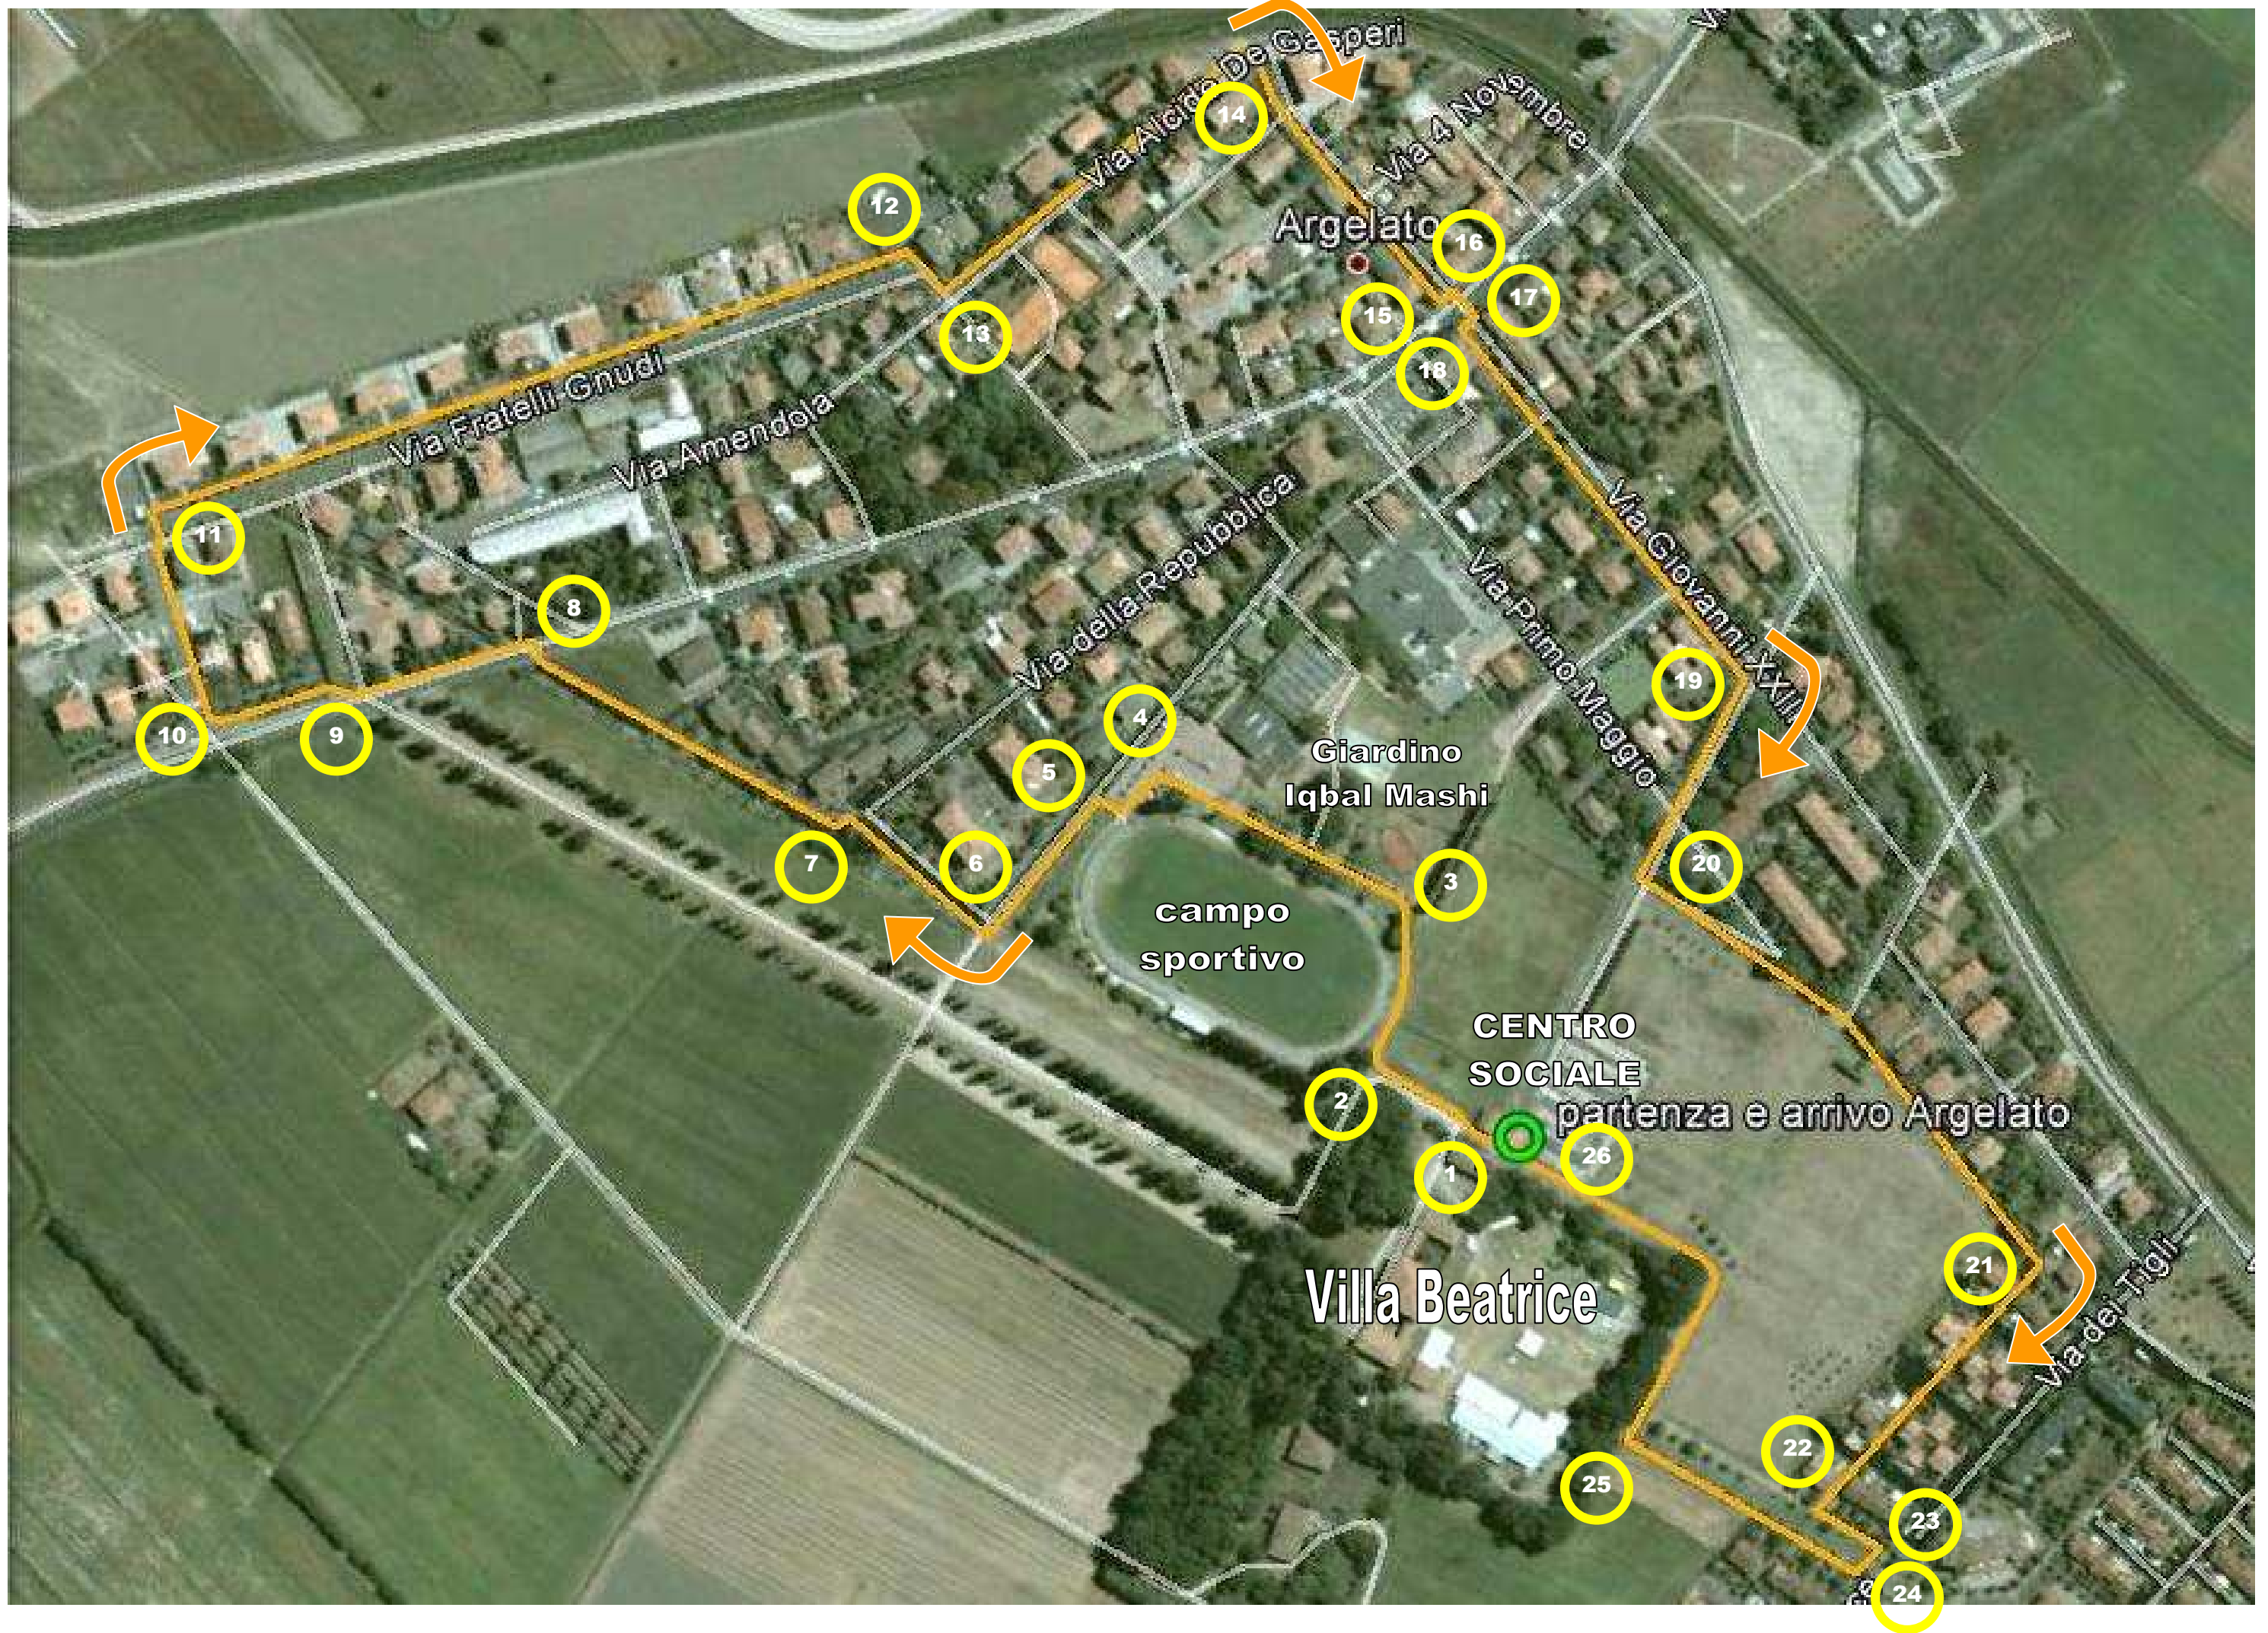 Via Alcide De Gasperi
14
Via 4 Novembre
12
Argelato
16
17
15
13
18
Via Fratelli Gnudi
Via Amendola
11
Via della Repubblica
Via Giovanni XXIII
8
Via Primo Maggio
19
10
9
4
5
Giardino
Iqbal Mashi
7
6
3
20
campo
sportivo
CENTRO
SOCIALE
partenza e arrivo Argelato
2
1
26
21
Villa Beatrice
Via dei Tigli
22
25
23
24